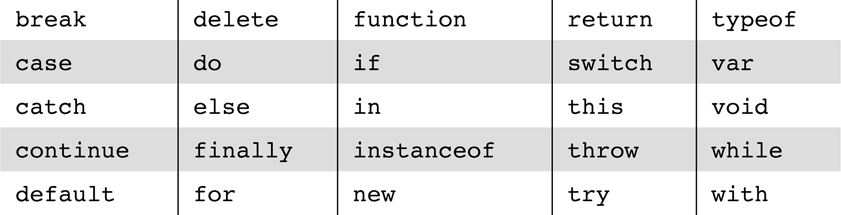 break delete function return typeof
case do if switch var
catch else in this void
continue finally instanceof throw while
default for new try with